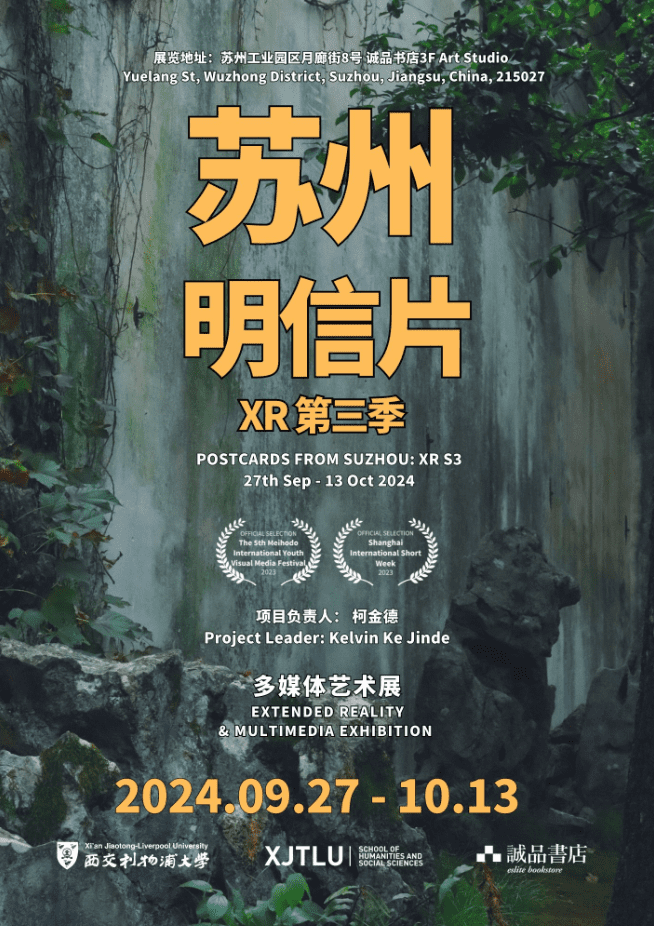 展览地址：苏州工业园区月廊街8号 诚品书店3F Art Studio
Yuelang St, Wuzhong District, Suzhou, Jiangsu, China, 215027
苏州
明信片
XR 第三季
POSTCARDS FROM SUZHOU: XR S3
27th Sep - 13 Oct 2024
OFFICIAL SELECTION
The 5th Meihodo
International Youth
Visual Media Festival
2023
OFFICIAL SELECTION
Shanghai
International Short
Week
2023
项目负责人： 柯金德
Project Leader: Kelvin Ke Jinde
多媒体艺术展
EXTENDED REALITY
& MULTIMEDIA EXHIBITION
2024.09.27 - 10.13
Xi'an Jiaotong-Liverpool University
西交利物浦大学
XJTLU
SCHOOL OF
HUMANITIES AND
SOCIAL SCIENCES
誠品書店
eslite bookstore